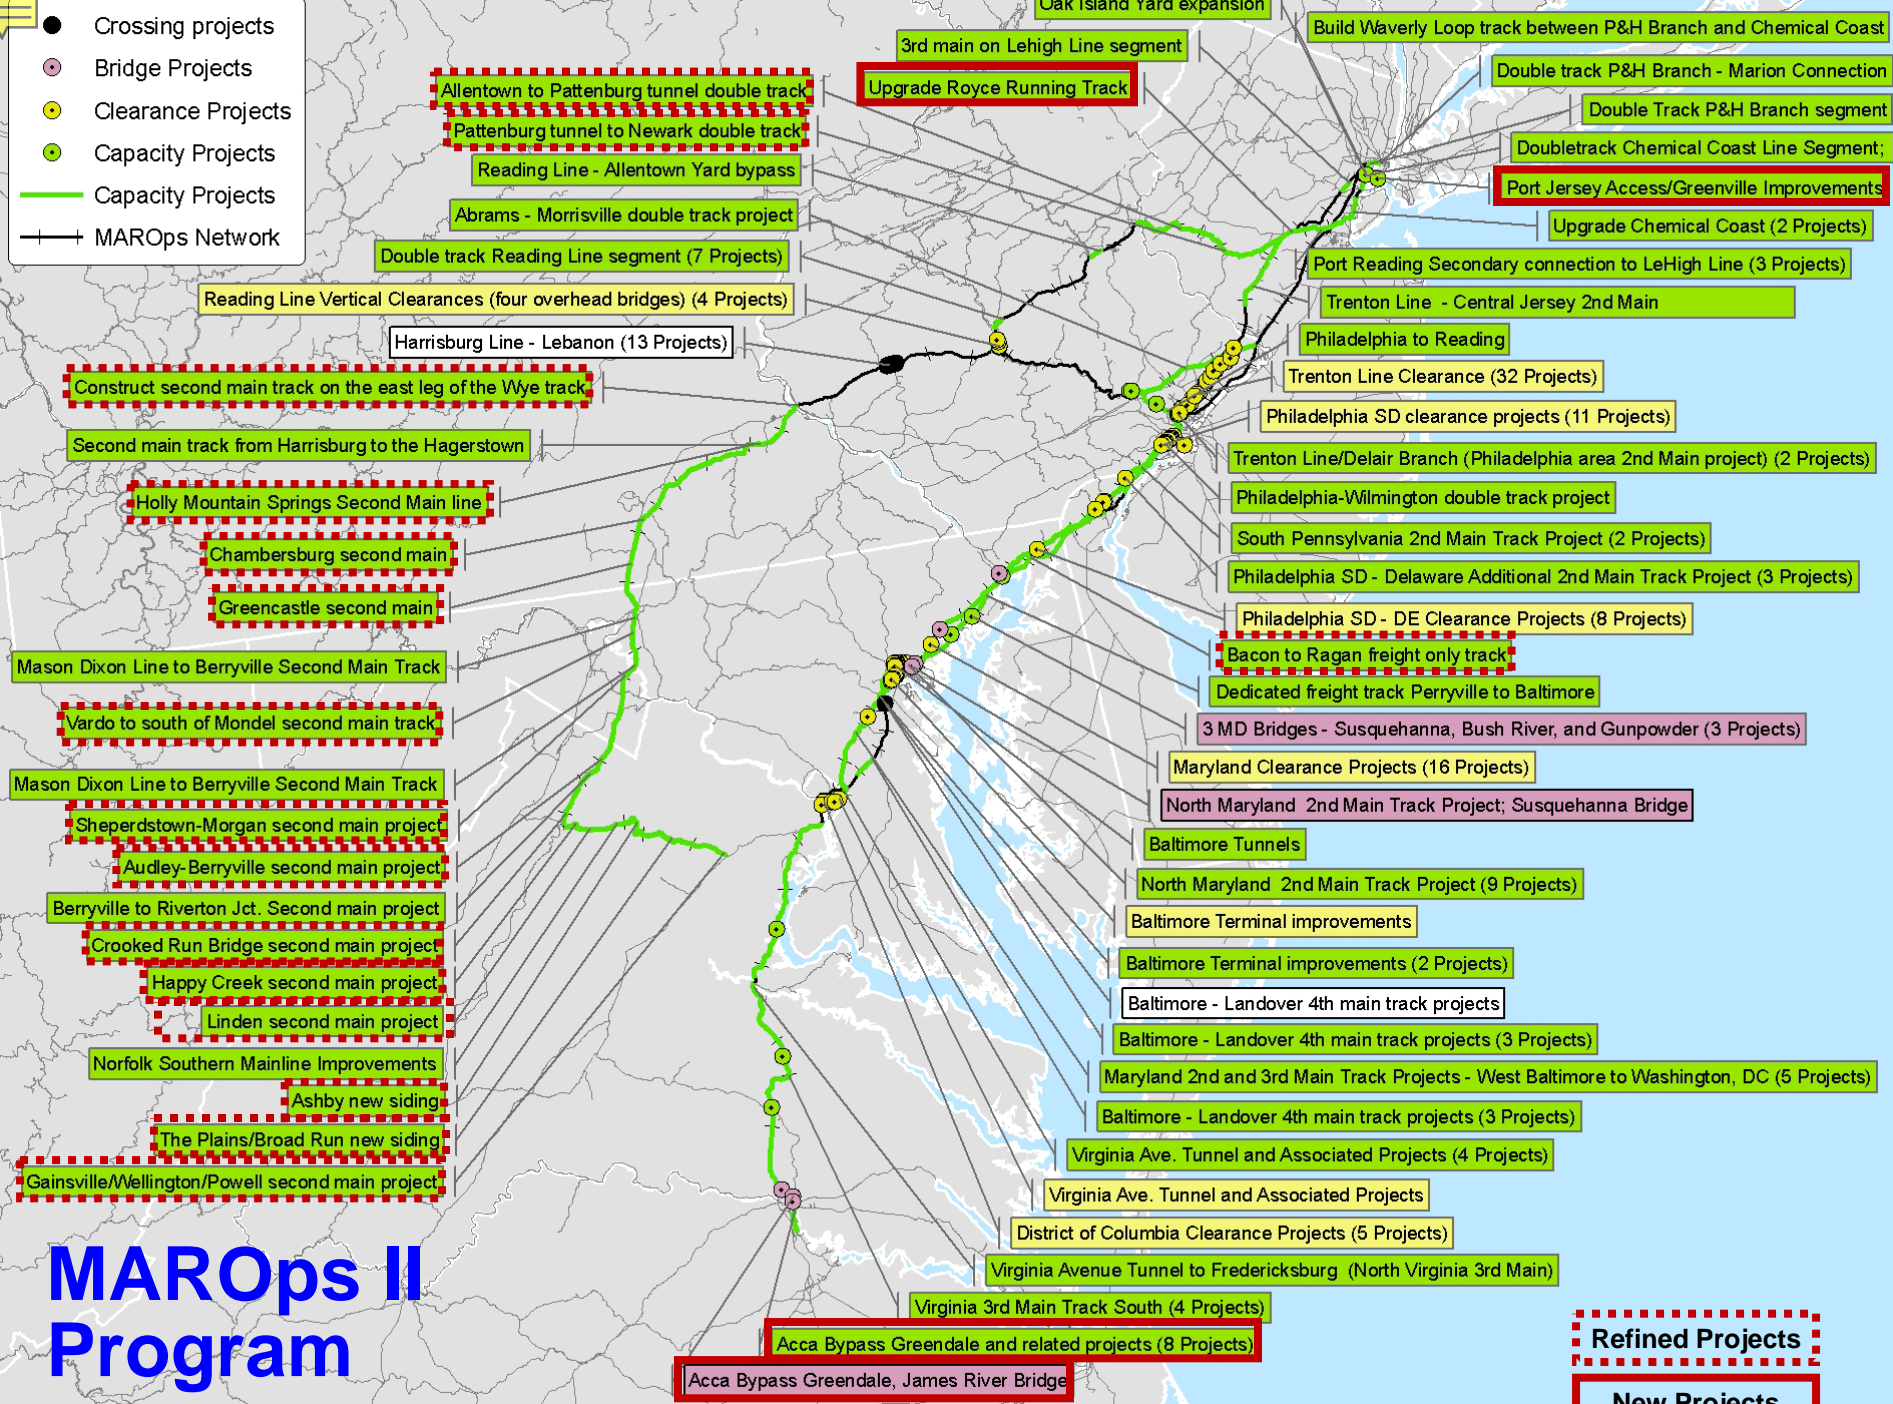 Crossing projects
Bridge Projects
Clearance Projects
Capacity Projects
Capacity Projects
MAROps Network
Oak Island Yard expansion
3rd main on Lehigh Line segment
Upgrade Royce Running Track
Allentown to Pattenburg tunnel double track
Pattenburg tunnel to Newark double track
Reading Line - Allentown Yard bypass
Abrams - Morrisville double track project
Double track Reading Line segment (7 Projects)
Reading Line Vertical Clearances (four overhead bridges) (4 Projects)
Harrisburg Line - Lebanon (13 Projects)
Construct second main track on the east leg of the Wye track
Second main track from Harrisburg to the Hagerstown
Holly Mountain Springs Second Main line
Chambersburg second main
Greencastle second main
Mason Dixon Line to Berryville Second Main Track
Vardo to south of Mondel second main track
Mason Dixon Line to Berryville Second Main Track
Sheperdstown-Morgan second main project
Audley-Berryville second main project
Berryville to Riverton Jct. Second main project
Crooked Run Bridge second main project
Happy Creek second main project
Linden second main project
Norfolk Southern Mainline Improvements
Ashby new siding
The Plains/Broad Run new siding
Gainsville/Wellington/Powell second main project
Build Waverly Loop track between P&H Branch and Chemical Coast
Double track P&H Branch - Marion Connection
Double Track P&H Branch segment
Doubletrack Chemical Coast Line Segment;
Port Jersey Access/Greenville Improvements
Upgrade Chemical Coast (2 Projects)
Port Reading Secondary connection to LeHigh Line (3 Projects)
Trenton Line - Central Jersey 2nd Main
Philadelphia to Reading
Trenton Line Clearance (32 Projects)
Philadelphia SD clearance projects (11 Projects)
Trenton Line/Delair Branch (Philadelphia area 2nd Main project) (2 Projects)
Philadelphia-Wilmington double track project
South Pennsylvania 2nd Main Track Project (2 Projects)
Philadelphia SD - Delaware Additional 2nd Main Track Project (3 Projects)
Philadelphia SD - DE Clearance Projects (8 Projects)
Bacon to Ragan freight only track
Dedicated freight track Perryville to Baltimore
3 MD Bridges - Susquehanna, Bush River, and Gunpowder (3 Projects)
Maryland Clearance Projects (16 Projects)
North Maryland 2nd Main Track Project; Susquehanna Bridge
Baltimore Tunnels
North Maryland 2nd Main Track Project (9 Projects)
Baltimore Terminal improvements
Baltimore Terminal improvements (2 Projects)
Baltimore - Landover 4th main track projects
Baltimore - Landover 4th main track projects (3 Projects)
Maryland 2nd and 3rd Main Track Projects - West Baltimore to Washington, DC (5 Projects)
Baltimore - Landover 4th main track projects (3 Projects)
Virginia Ave. Tunnel and Associated Projects (4 Projects)
Virginia Ave. Tunnel and Associated Projects
District of Columbia Clearance Projects (5 Projects)
Virginia Avenue Tunnel to Fredericksburg (North Virginia 3rd Main)
Virginia 3rd Main Track South (4 Projects)
Acca Bypass Greendale and related projects (8 Projects)
Acca Bypass Greendale, James River Bridge
MAROps II
Program
Refined Projects
New Projects